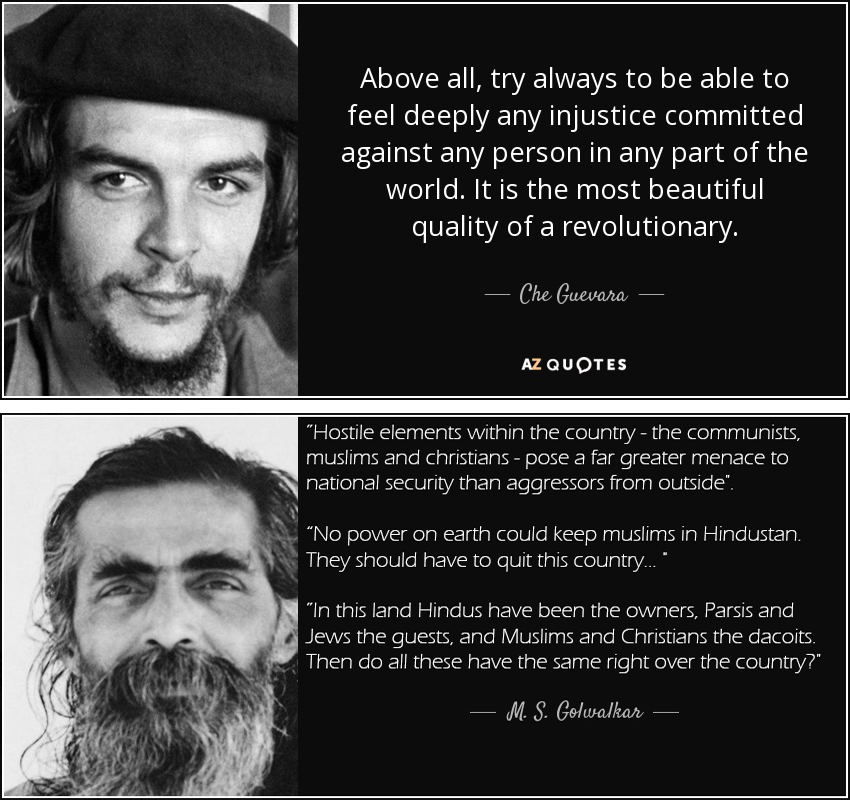 Above all, try always to be able to
feel deeply any injustice committed
against any person in any part of the
world. It is the most beautiful
quality of a revolutionary.
— Che Guevara —
AZ QUOTES
"Hostile elements within the country - the communists,
muslims and christians - pose a far greater menace to
national security than aggressors from outside".
"No power on earth could keep muslims in Hindustan.
They should have to quit this country... "
"In this land Hindus have been the owners, Parsis and
Jews the guests, and Muslims and Christians the dacoits.
Then do all these have the same right over the country?"
— M. S. Golwalkar —